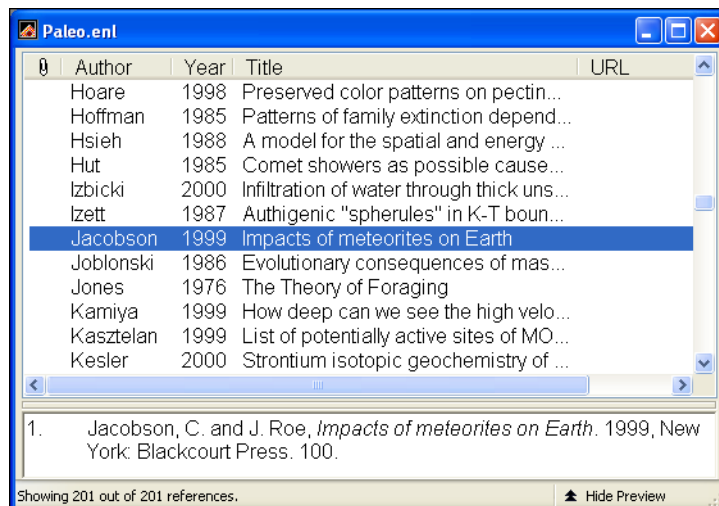 Paleo.enl
Author Year Title URL
Hoare 1998 Preserved color patterns on pectin...
Hoffman 1985 Patterns of family extinction depend...
Hsieh 1988 A model for the spatial and energy ...
Hut 1985 Comet showers as possible cause...
Izbicki 2000 Infiltration of water through thick uns...
Izett 1987 Authigenic "spherules" in K-T boun...
Jacobson 1999 Impacts of meteorites on Earth
Joblonski 1986 Evolutionary consequences of mas...
Jones 1976 The Theory of Foraging
Kamiya 1999 How deep can we see the high velo...
Kasztelan 1999 List of potentially active sites of MO...
Kesler 2000 Strontium isotopic geochemistry of ...
1. Jacobson, C. and J. Roe, Impacts of meteorites on Earth. 1999, New
York: Blackcourt Press. 100.
Showing 201 out of 201 references. Hide Preview